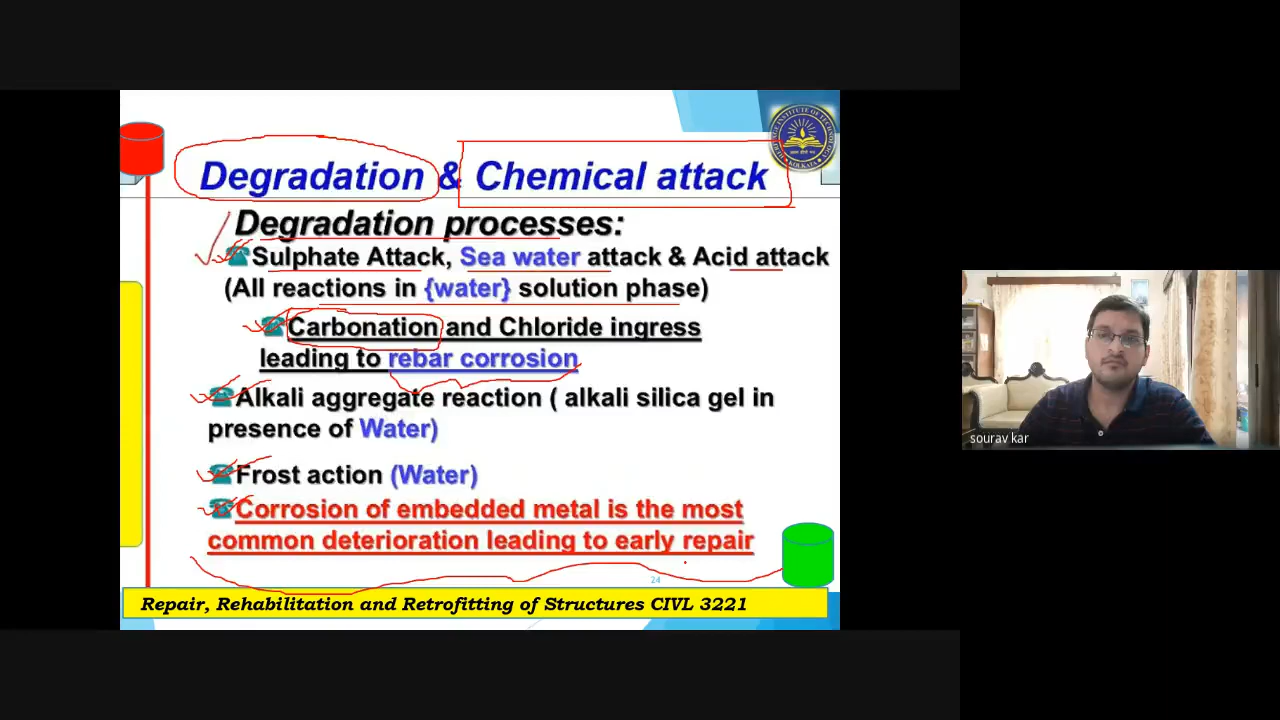 Degradation & Chemical attack
Degradation processes:
Sulphate Attack, Sea water attack & Acid attack
(All reactions in {water} solution phase)
Carbonation and Chloride ingress
leading to rebar corrosion
Alkali aggregate reaction ( alkali silica gel in
presence of Water)
Frost action (Water)
Corrosion of embedded metal is the most
common deterioration leading to early repair
24
Repair, Rehabilitation and Retrofitting of Structures CIVL 3221
sourav kar